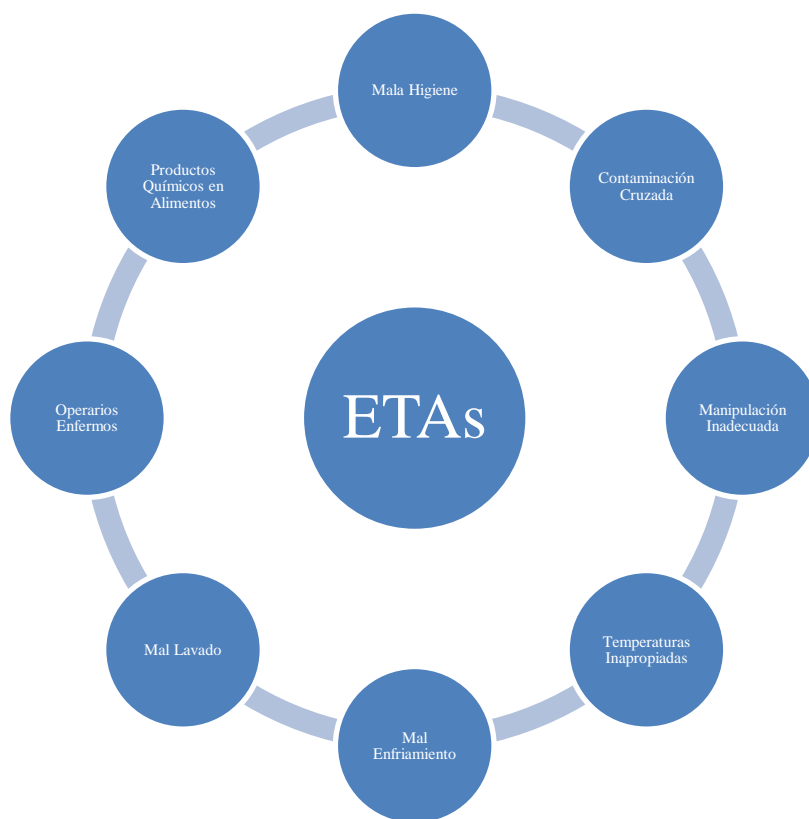 Mala Higiene
Contaminación
Cruzada
Manipulación
Inadecuada
Temperaturas
Inapropiadas
Mal
Enfriamiento
Mal Lavado
Operarios
Enfermos
Productos
Químicos en
Alimentos
ETAs